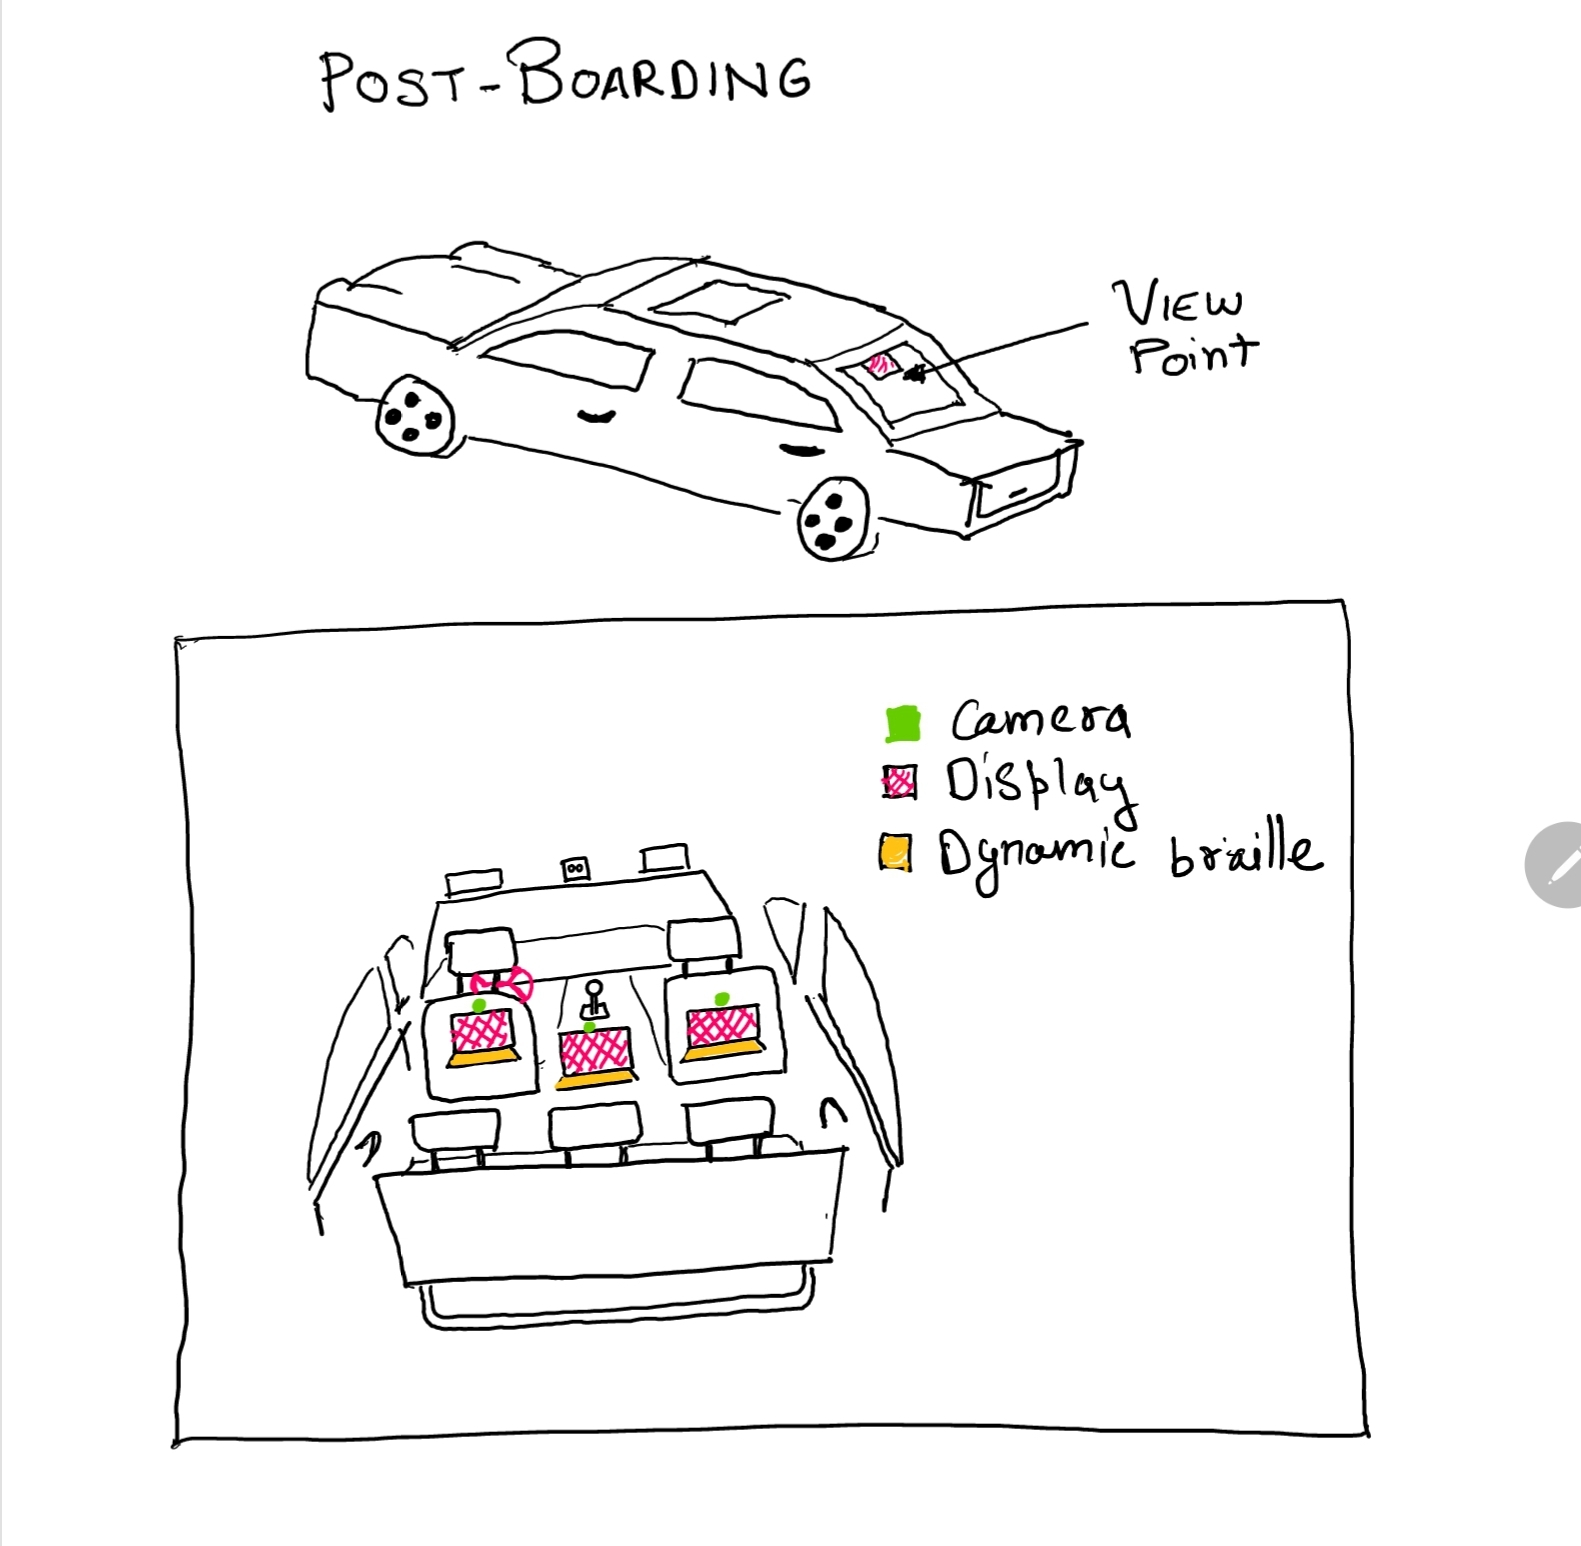 POST-BOARDING
VIEW
Point
Camera
Display
Dynamic braille